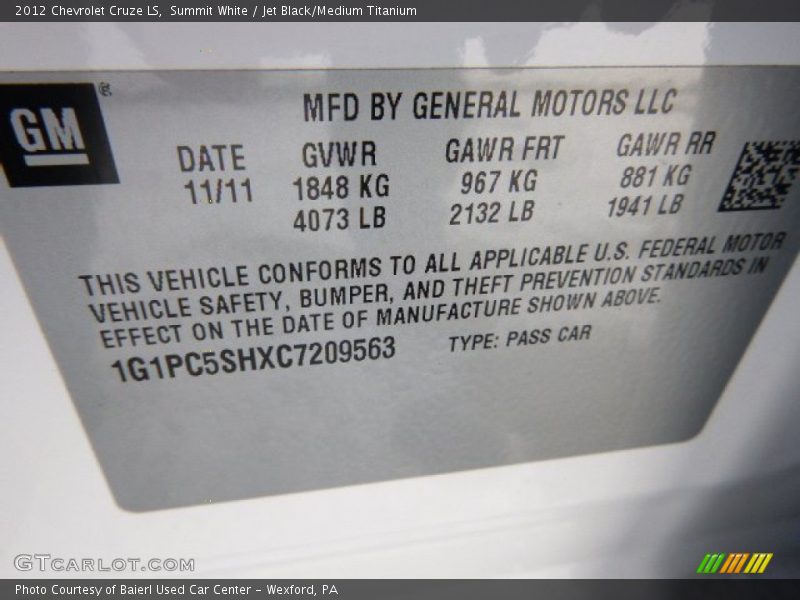 2012 Chevrolet Cruze LS,  Summit White / Jet Black/Medium Titanium
GM ®
MFD BY GENERAL MOTORS LLC
DATE GVWR GAWR FRT GAWR RR
11/11 1848 KG 967 KG 881 KG
4073 LB 2132 LB 1941 LB
THIS VEHICLE CONFORMS TO ALL APPLICABLE U.S. FEDERAL MOTOR
VEHICLE SAFETY, BUMPER, AND THEFT PREVENTION STANDARDS IN
EFFECT ON THE DATE OF MANUFACTURE SHOWN ABOVE.
1G1PC5SHXC7209563 TYPE: PASS CAR
GTCARLOT.COM
Photo Courtesy of Baierl Used Car Center - Wexford, PA